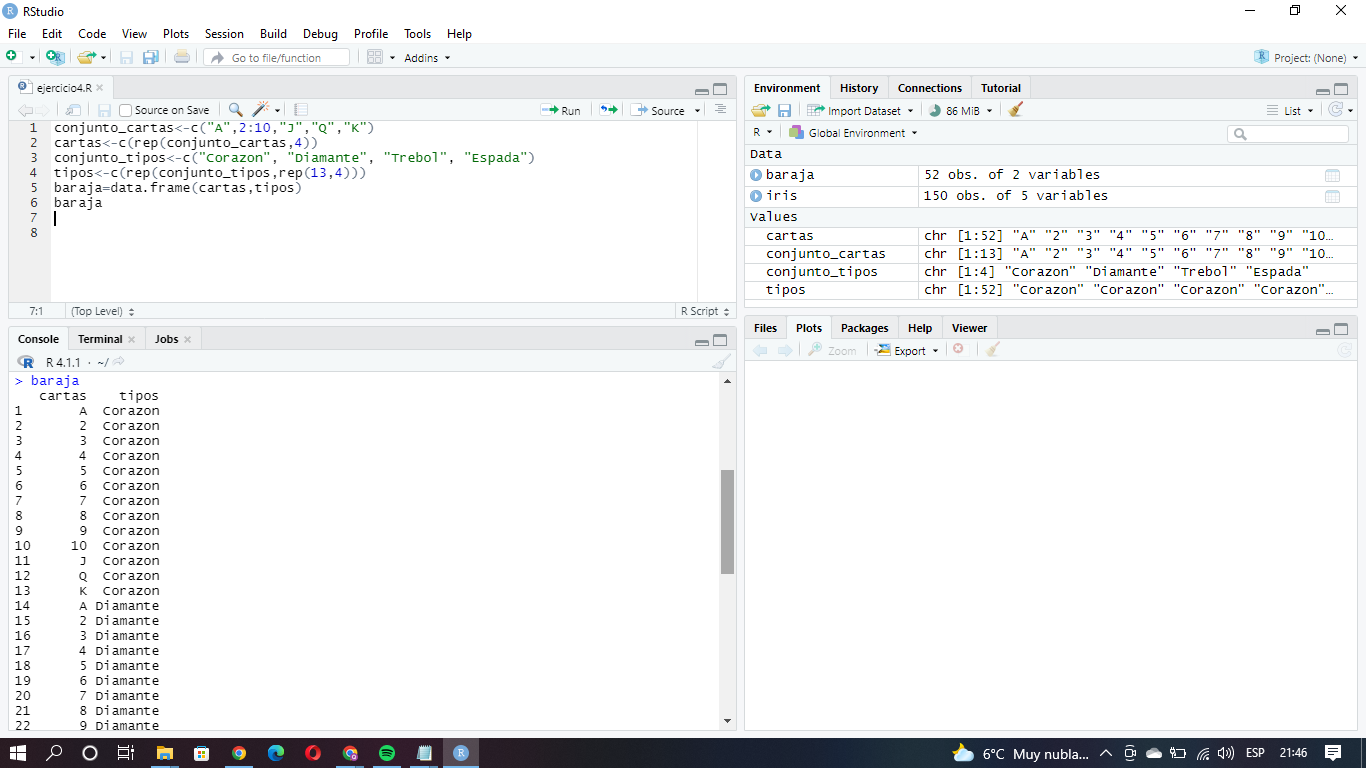 RStudio
File Edit Code View Plots Session Build Debug Profile Tools Help
Go to file/function Addins Project: (None)
ejercicio4.R
Source on Save Run Source
1 conjunto_cartas<-c("A",2:10,"J","Q","K")
2 cartas<-c(rep(conjunto_cartas,4))
3 conjunto_tipos<-c("Corazon", "Diamante", "Trebol", "Espada")
4 tipos<-c(rep(conjunto_tipos,rep(13,4)))
5 baraja=data.frame(cartas,tipos)
6 baraja
7
8
7:1 (Top Level) R Script
Console Terminal Jobs
R 4.1.1 · ~/
> baraja
cartas tipos
1 A Corazon
2 2 Corazon
3 3 Corazon
4 4 Corazon
5 5 Corazon
6 6 Corazon
7 7 Corazon
8 8 Corazon
9 9 Corazon
10 10 Corazon
11 J Corazon
12 Q Corazon
13 K Corazon
14 A Diamante
15 2 Diamante
16 3 Diamante
17 4 Diamante
18 5 Diamante
19 6 Diamante
20 7 Diamante
21 8 Diamante
22 9 Diamante
Environment History Connections Tutorial
Import Dataset 86 MiB List
R Global Environment
Data
baraja 52 obs. of 2 variables
iris 150 obs. of 5 variables
Values
cartas chr [1:52] "A" "2" "3" "4" "5" "6" "7" "8" "9" "10…
conjunto_cartas chr [1:13] "A" "2" "3" "4" "5" "6" "7" "8" "9" "10…
conjunto_tipos chr [1:4] "Corazon" "Diamante" "Trebol" "Espada"
tipos chr [1:52] "Corazon" "Corazon" "Corazon" "Corazon"…
Files Plots Packages Help Viewer
Zoom Export
6°C Muy nubla... ESP 21:46